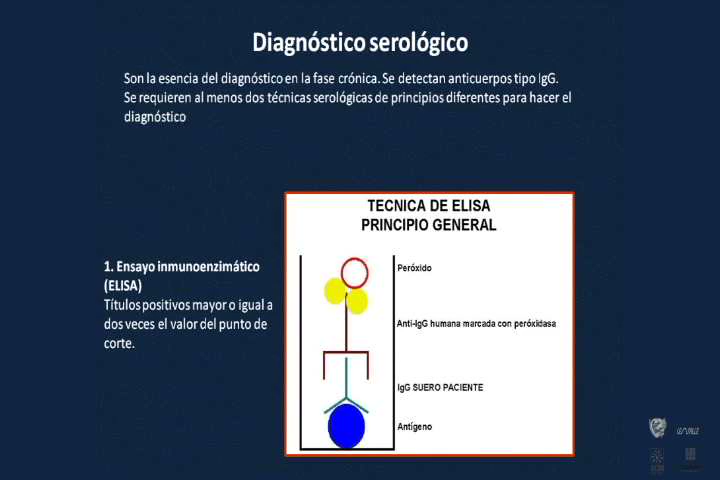 Diagnóstico serológico
Son la esencia del diagnóstico en la fase crónica. Se detectan anticuerpos tipo IgG.
Se requieren al menos dos técnicas serológicas de principios diferentes para hacer el
diagnóstico
TECNICA DE ELISA
PRINCIPIO GENERAL
1. Ensayo inmunoenzimático
(ELISA)
Títulos positivos mayor o igual a
dos veces el valor del punto de
corte.
Peróxido
Anti-IgG humana marcada con peróxidasa
IgG SUERO PACIENTE
Antígeno